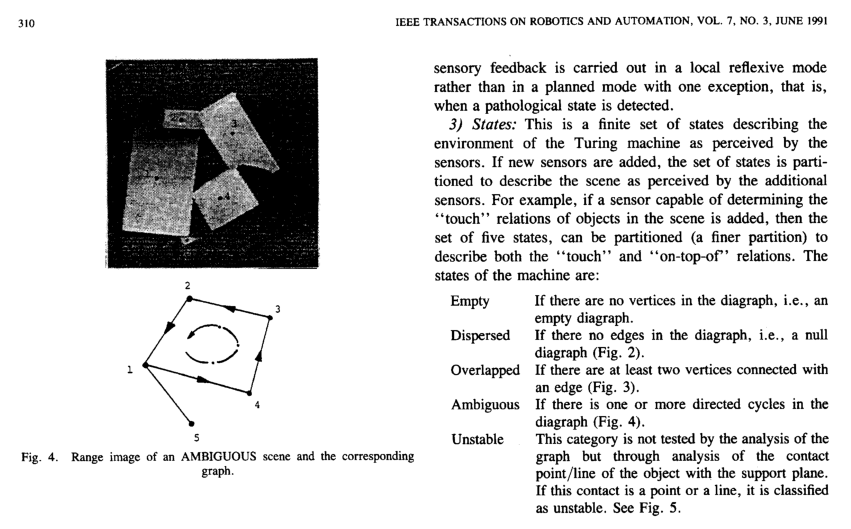 310
IEEE TRANSACTIONS ON ROBOTICS AND AUTOMATION, VOL. 7, NO. 3, JUNE 1991
2
3
1
4
5
Fig. 4. Range image of an AMBIGUOUS scene and the corresponding
graph.
sensory feedback is carried out in a local reflexive mode
rather than in a planned mode with one exception, that is,
when a pathological state is detected.
3) States: This is a finite set of states describing the
environment of the Turing machine as perceived by the
sensors. If new sensors are added, the set of states is parti-
tioned to describe the scene as perceived by the additional
sensors. For example, if a sensor capable of determining the
‘‘touch’’ relations of objects in the scene is added, then the
set of five states, can be partitioned (a finer partition) to
describe both the ‘‘touch’’ and ‘‘on-top-of’’ relations. The
states of the machine are:
Empty If there are no vertices in the diagraph, i.e., an
empty diagraph.
Dispersed If there no edges in the diagraph, i.e., a null
diagraph (Fig. 2).
Overlapped If there are at least two vertices connected with
an edge (Fig. 3).
Ambiguous If there is one or more directed cycles in the
diagraph (Fig. 4).
Unstable This category is not tested by the analysis of the
graph but through analysis of the contact
point/line of the object with the support plane.
If this contact is a point or a line, it is classified
as unstable. See Fig. 5.